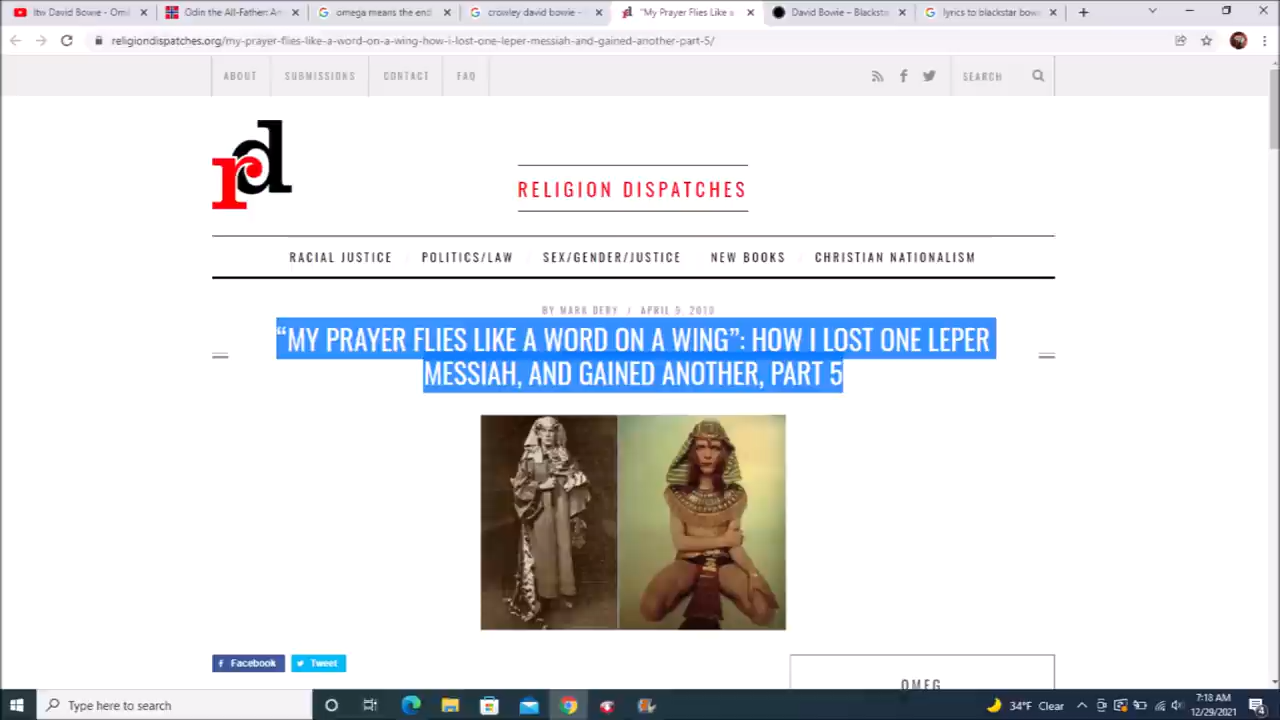 itw David Bowie - Omi
Odin the All-Father: An
omega means the end
crowley david bowie -
"My Prayer Flies Like a
David Bowie – Blacksta
lyrics to blackstar bow
religiondispatches.org/my-prayer-flies-like-a-word-on-a-wing-how-i-lost-one-leper-messiah-and-gained-another-part-5/
ABOUT
SUBMISSIONS
CONTACT
FAQ
SEARCH
rd
RELIGION DISPATCHES
RACIAL JUSTICE / POLITICS/LAW / SEX/GENDER/JUSTICE / NEW BOOKS / CHRISTIAN NATIONALISM
BY MARK DERY / APRIL 9, 2010
“MY PRAYER FLIES LIKE A WORD ON A WING”: HOW I LOST ONE LEPER
MESSIAH, AND GAINED ANOTHER, PART 5
Facebook
Tweet
OMEG
Type here to search
34°F Clear
7:18 AM
12/29/2021
4